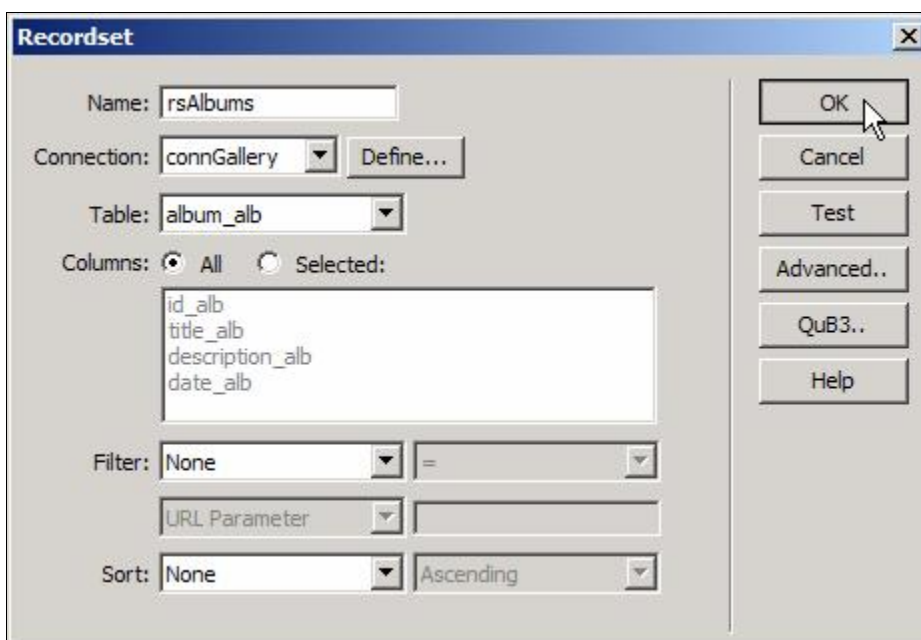 Recordset
Name: rsAlbums
OK
Connection: connGallery Define...
Cancel
Table: album_alb
Test
Columns: All Selected:
Advanced..
id_alb
title_alb
description_alb
date_alb
QuB3..
Help
Filter: None =
URL Parameter
Sort: None Ascending